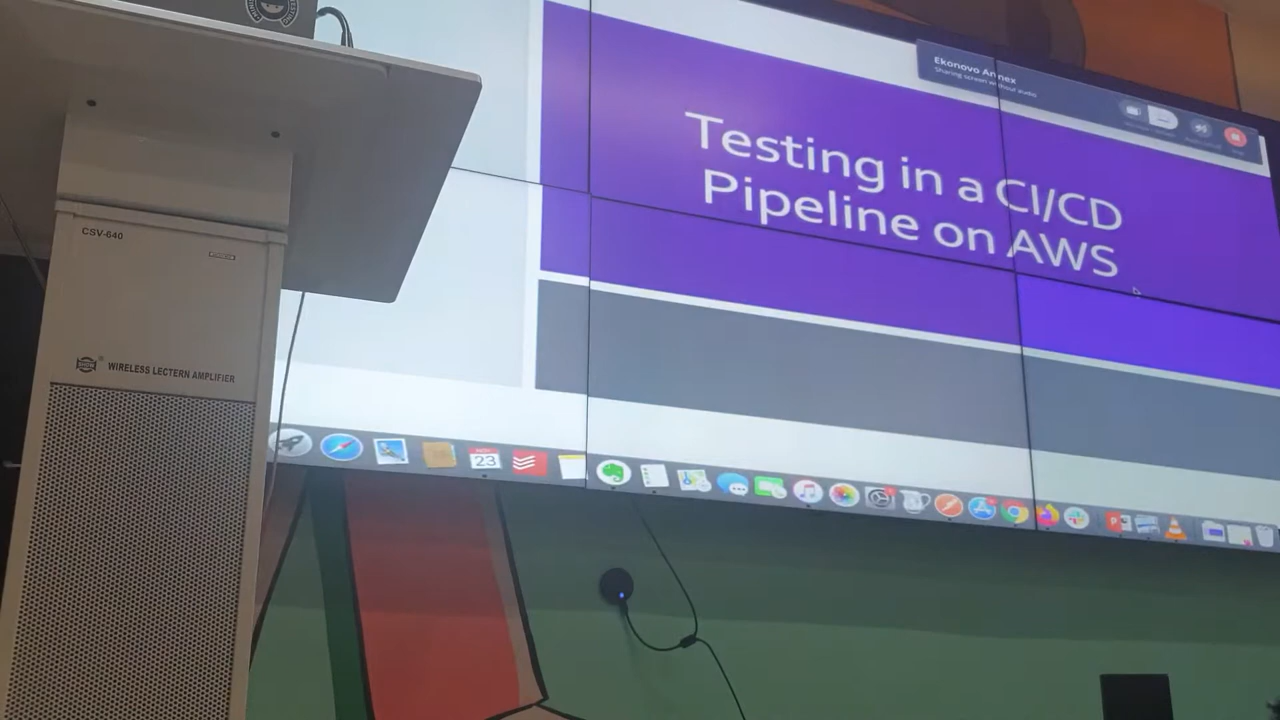 Ekonovo Annex
Sharing screen without audio
Testing in a CI/CD
Pipeline on AWS
CSV-640
WIRELESS LECTERN AMPLIFIER
23